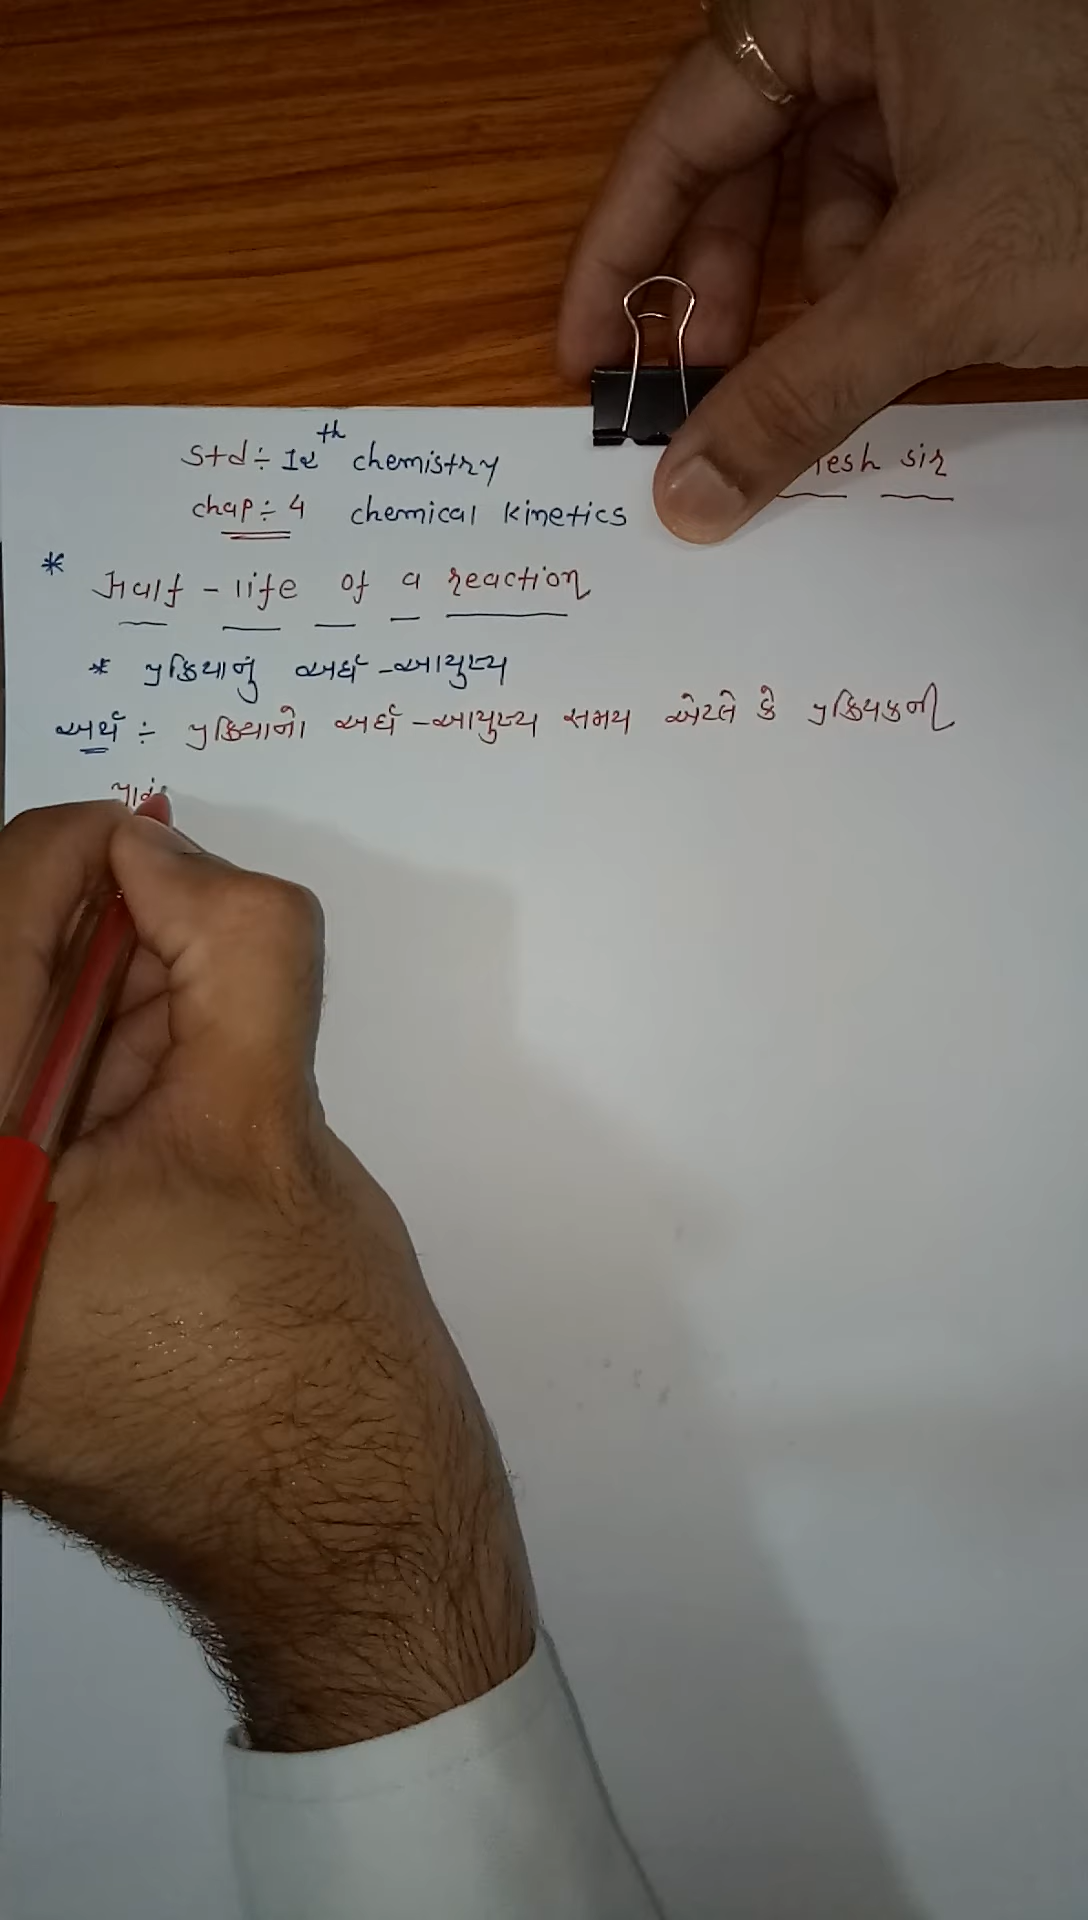 Std÷ 12th chemistry sir
chap÷ 4 chemical kinetics
* Half - life of a reaction
* પ્રક્રિયાનું અર્ધ-આયુષ્ય
અર્થ ÷ પ્રક્રિયાનો અર્ધ-આયુષ્ય સમય એટલે કે પ્રક્રિયકની